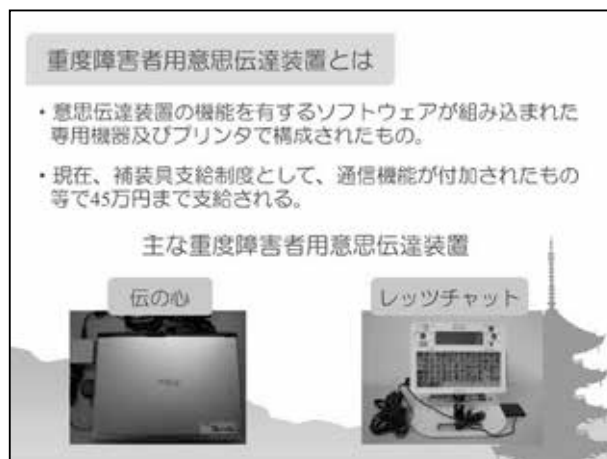 重度障害者用意思伝達装置とは
・意思伝達装置の機能を有するソフトウェアが組み込まれた
専用機器及びプリンタで構成されたもの。
・現在、補装具支給制度として、通信機能が付加されたもの
等で45万円まで支給される。
主な重度障害者用意思伝達装置
伝の心
レッツチャット